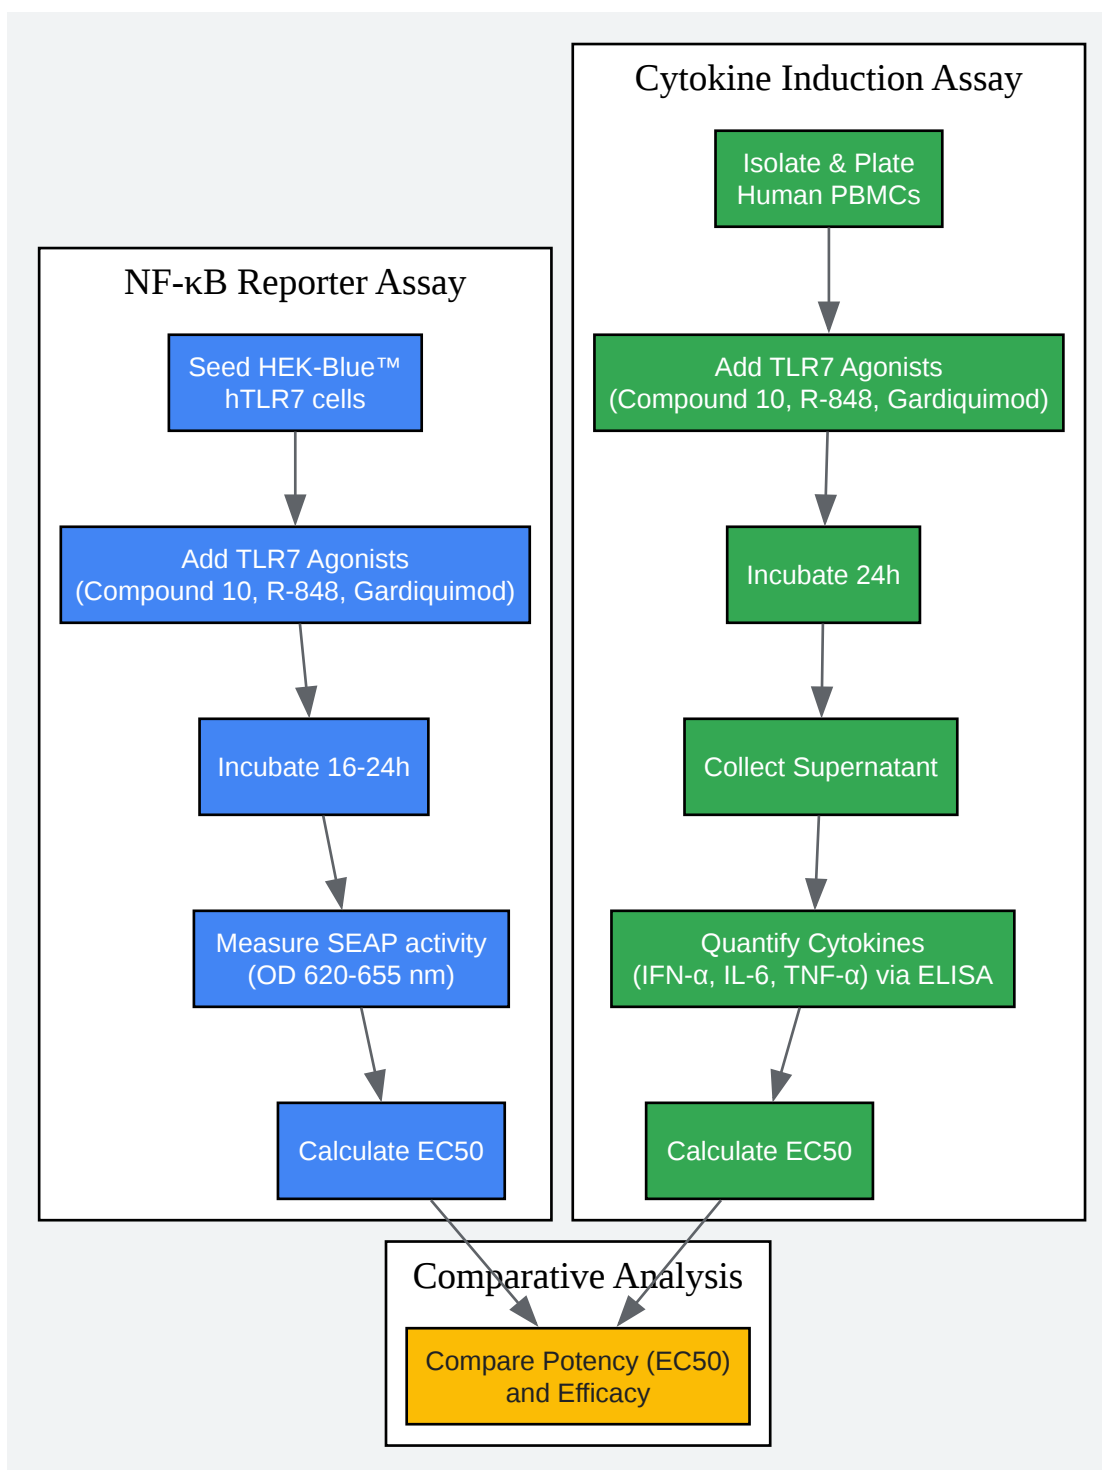 NF-κB Reporter Assay
Seed HEK-Blue™
hTLR7 cells
Add TLR7 Agonists
(Compound 10, R-848, Gardiquimod)
Incubate 16-24h
Measure SEAP activity
(OD 620-655 nm)
Calculate EC50
Cytokine Induction Assay
Isolate & Plate
Human PBMCs
Add TLR7 Agonists
(Compound 10, R-848, Gardiquimod)
Incubate 24h
Collect Supernatant
Quantify Cytokines
(IFN-α, IL-6, TNF-α) via ELISA
Calculate EC50
Comparative Analysis
Compare Potency (EC50)
and Efficacy